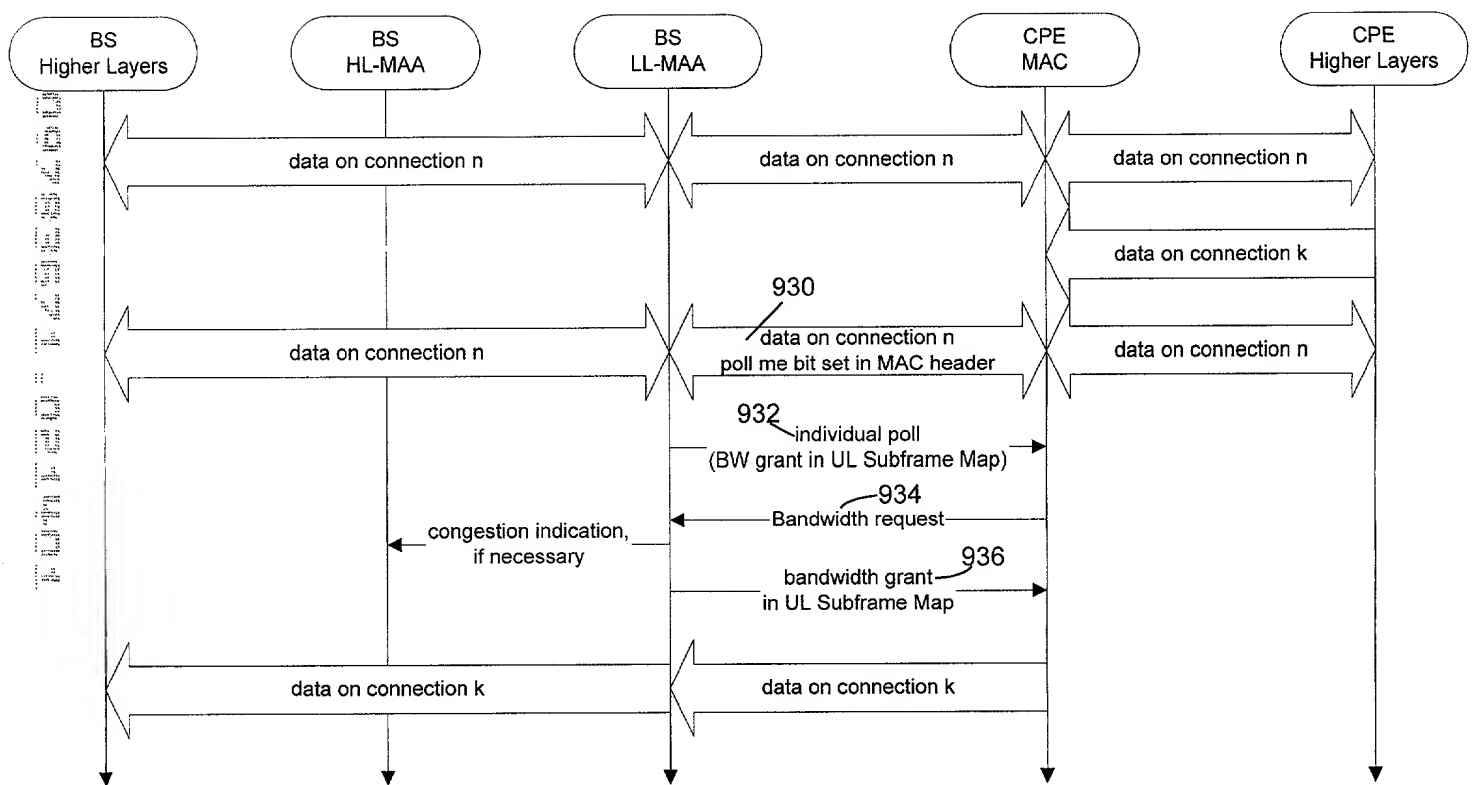 BS
Higher Layers
BS
HL-MAA
BS
LL-MAA
CPE
MAC
CPE
Higher Layers
data on connection n
data on connection n
data on connection n
data on connection k
930
data on connection n
data on connection n
poll me bit set in MAC header
data on connection n
932
individual poll
(BW grant in UL Subframe Map)
934
Bandwidth request
congestion indication,
if necessary
936
bandwidth grant
in UL Subframe Map
data on connection k
data on connection k